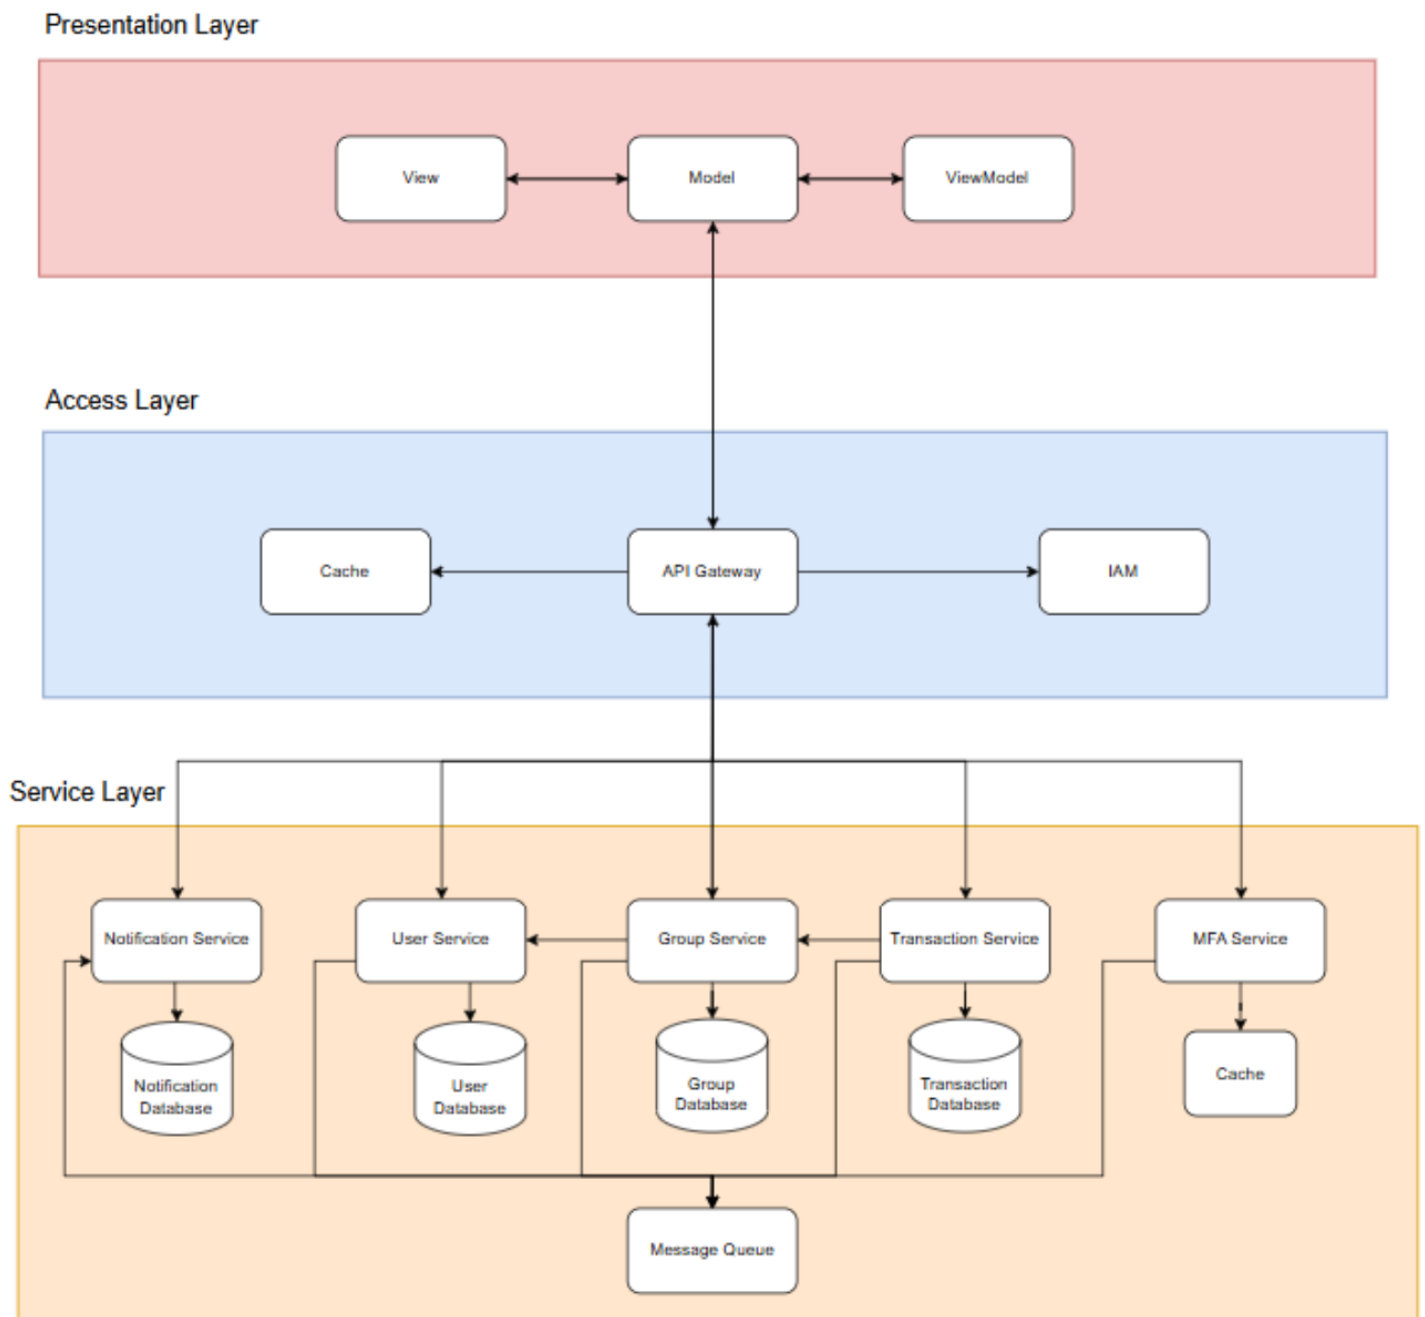 Presentation Layer
View
Model
ViewModel
Access Layer
Cache
API Gateway
IAM
Service Layer
Notification Service
User Service
Group Service
Transaction Service
MFA Service
Notification
Database
User
Database
Group
Database
Transaction
Database
Cache
Message Queue